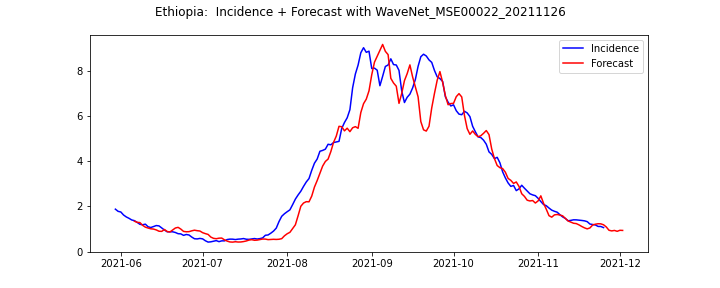 Ethiopia:  Incidence + Forecast with WaveNet_MSE00022_20211126
Incidence
Forecast
8
6
4
2
0
2021-06 2021-07 2021-08 2021-09 2021-10 2021-11 2021-12